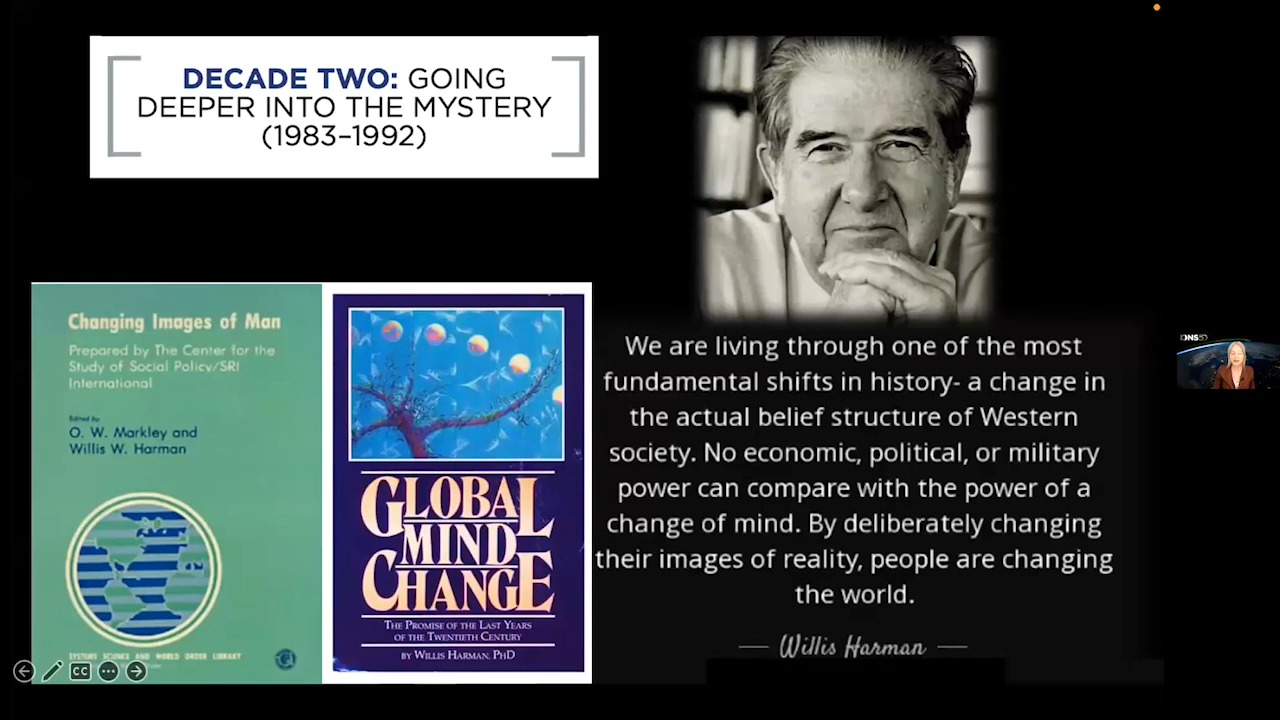 DECADE TWO: GOING
DEEPER INTO THE MYSTERY
(1983–1992)
Changing Images of Man
Prepared by The Center for the
Study of Social Policy/SRI
International
Edited by
O. W. Markley and
Willis W. Harman
SYSTEMS SCIENCE AND WORLD ORDER LIBRARY
GLOBAL
MIND
CHANGE
THE PROMISE OF THE LAST YEARS
OF THE TWENTIETH CENTURY
BY WILLIS HARMAN, PHD
We are living through one of the most
fundamental shifts in history- a change in
the actual belief structure of Western
society. No economic, political, or military
power can compare with the power of a
change of mind. By deliberately changing
their images of reality, people are changing
the world.
Willis Harman
CC